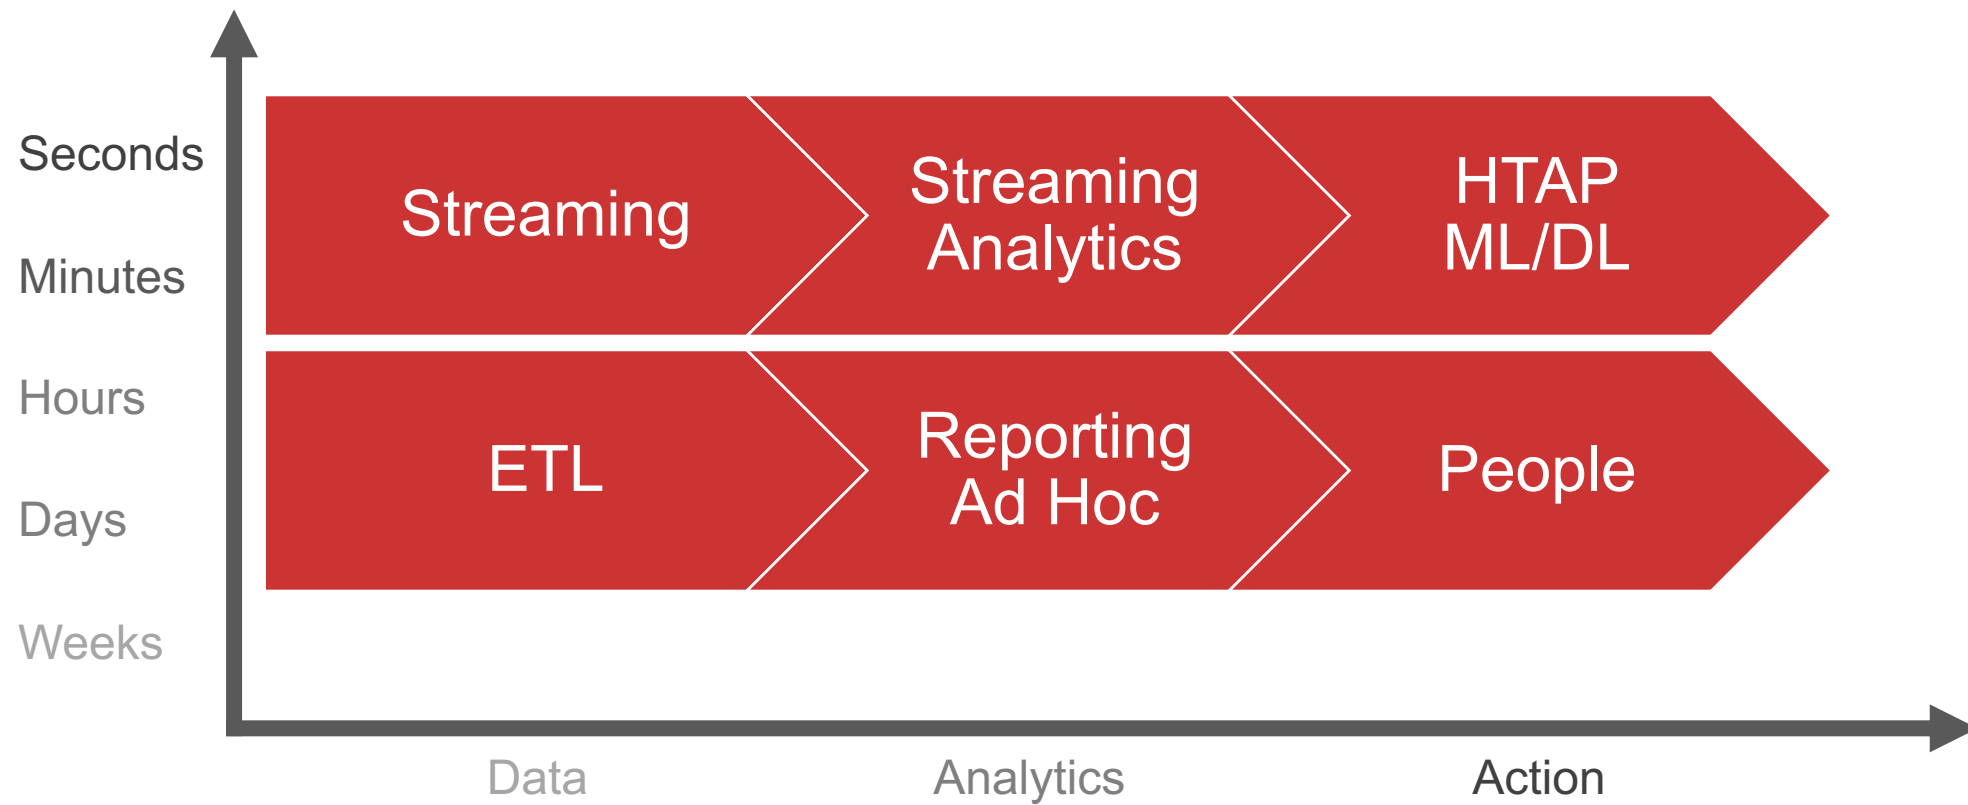 Seconds
Minutes
Hours
Days
Weeks
Streaming
Streaming
Analytics
HTAP
ML/DL
ETL
Reporting
Ad Hoc
People
Data
Analytics
Action